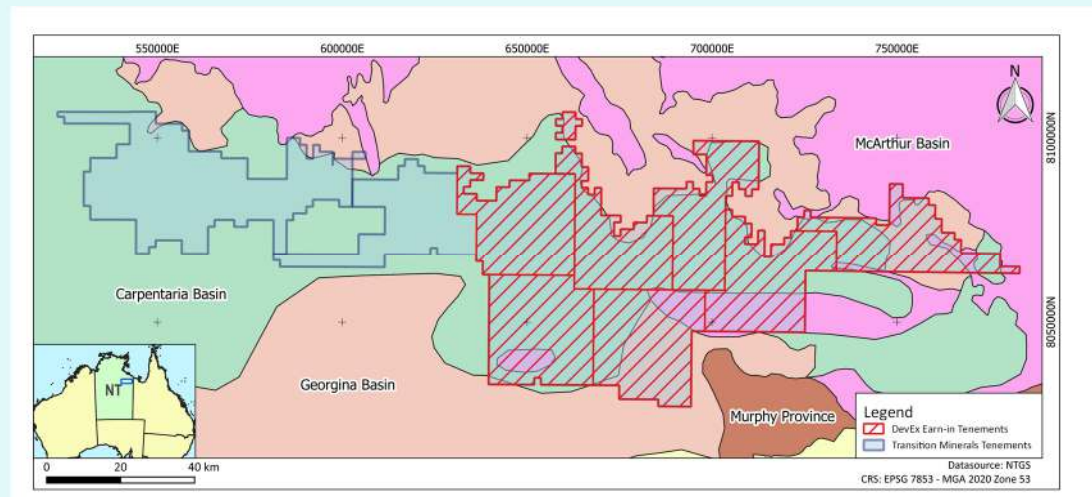 550000E 600000E 650000E 700000E 750000E
N
8100000N
McArthur Basin
Carpentaria Basin
8050000N
Georgina Basin
NT
Murphy Province
Legend
DevEx Earn-in Tenements
Transition Minerals Tenements
0 20 40 km
Datasource: NTGS
CRS: EPSG 7853 - MGA 2020 Zone 53